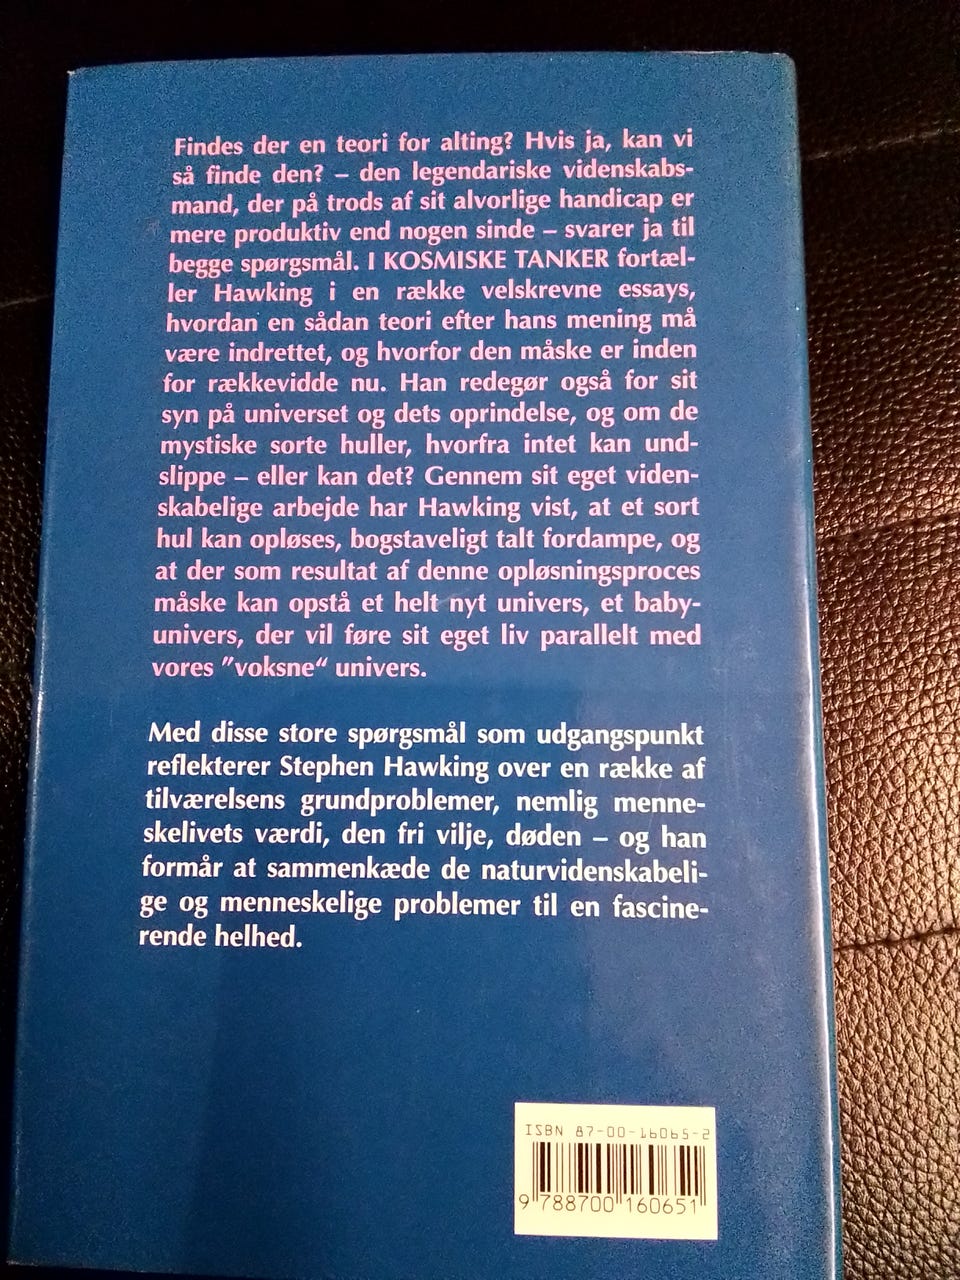 Findes der en teori for alting? Hvis ja, kan vi
så finde den? – den legendariske videnskabs-
mand, der på trods af sit alvorlige handicap er
mere produktiv end nogen sinde – svarer ja til
begge spørgsmål. I KOSMISKE TANKER fortæl-
ler Hawking i en række velskrevne essays,
hvordan en sådan teori efter hans mening må
være indrettet, og hvorfor den måske er inden
for rækkevidde nu. Han redegør også for sit
syn på universet og dets oprindelse, og om de
mystiske sorte huller, hvorfra intet kan und-
slippe – eller kan det? Gennem sit eget viden-
skabelige arbejde har Hawking vist, at et sort
hul kan opløses, bogstaveligt talt fordampe, og
at der som resultat af denne opløsningsproces
måske kan opstå et helt nyt univers, et baby-
univers, der vil føre sit eget liv parallelt med
vores ”voksne“ univers.
Med disse store spørgsmål som udgangspunkt
reflekterer Stephen Hawking over en række af
tilværelsens grundproblemer, nemlig menne-
skelivets værdi, den fri vilje, døden – og han
formår at sammenkæde de naturvidenskabeli-
ge og menneskelige problemer til en fascine-
rende helhed.
ISBN 87-00-16065-2
9 788700 160651